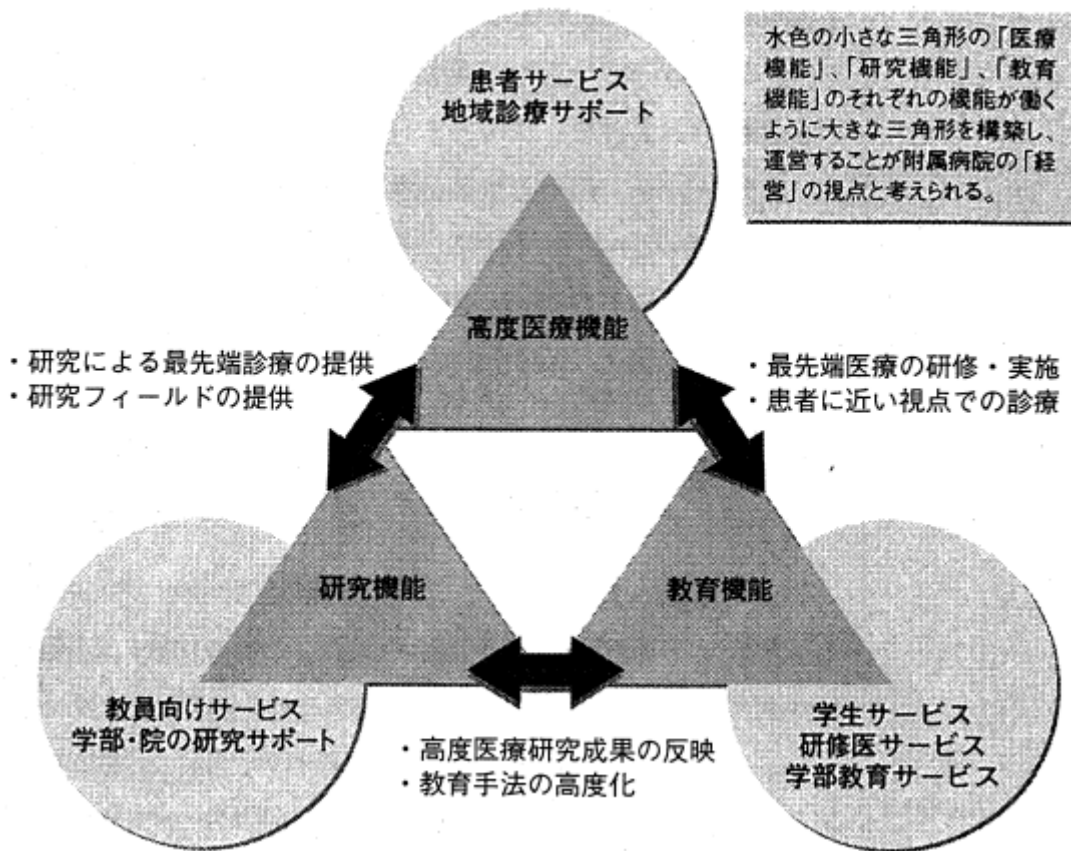 患者サービス
地域診療サポート
水色の小さな三角形の「医療
機能」、「研究機能」、「教育
機能」のそれぞれの機能が働く
ように大きな三角形を構築し、
運営することが附属病院の「経
営」の視点と考えられる。
高度医療機能
・研究による最先端診療の提供
・研究フィールドの提供
・最先端医療の研修・実施
・患者に近い視点での診療
研究機能
教育機能
教員向けサービス
学部・院の研究サポート
学生サービス
研修医サービス
学部教育サービス
・高度医療研究成果の反映
・教育手法の高度化